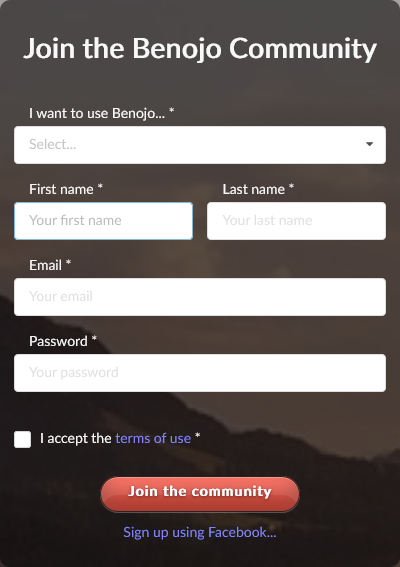 Join the Benojo Community
I want to use Benojo... *
Select...
First name * Last name *
Your first name Your last name
Email *
Your email
Password *
Your password
I accept the terms of use *
Join the community
Sign up using Facebook...